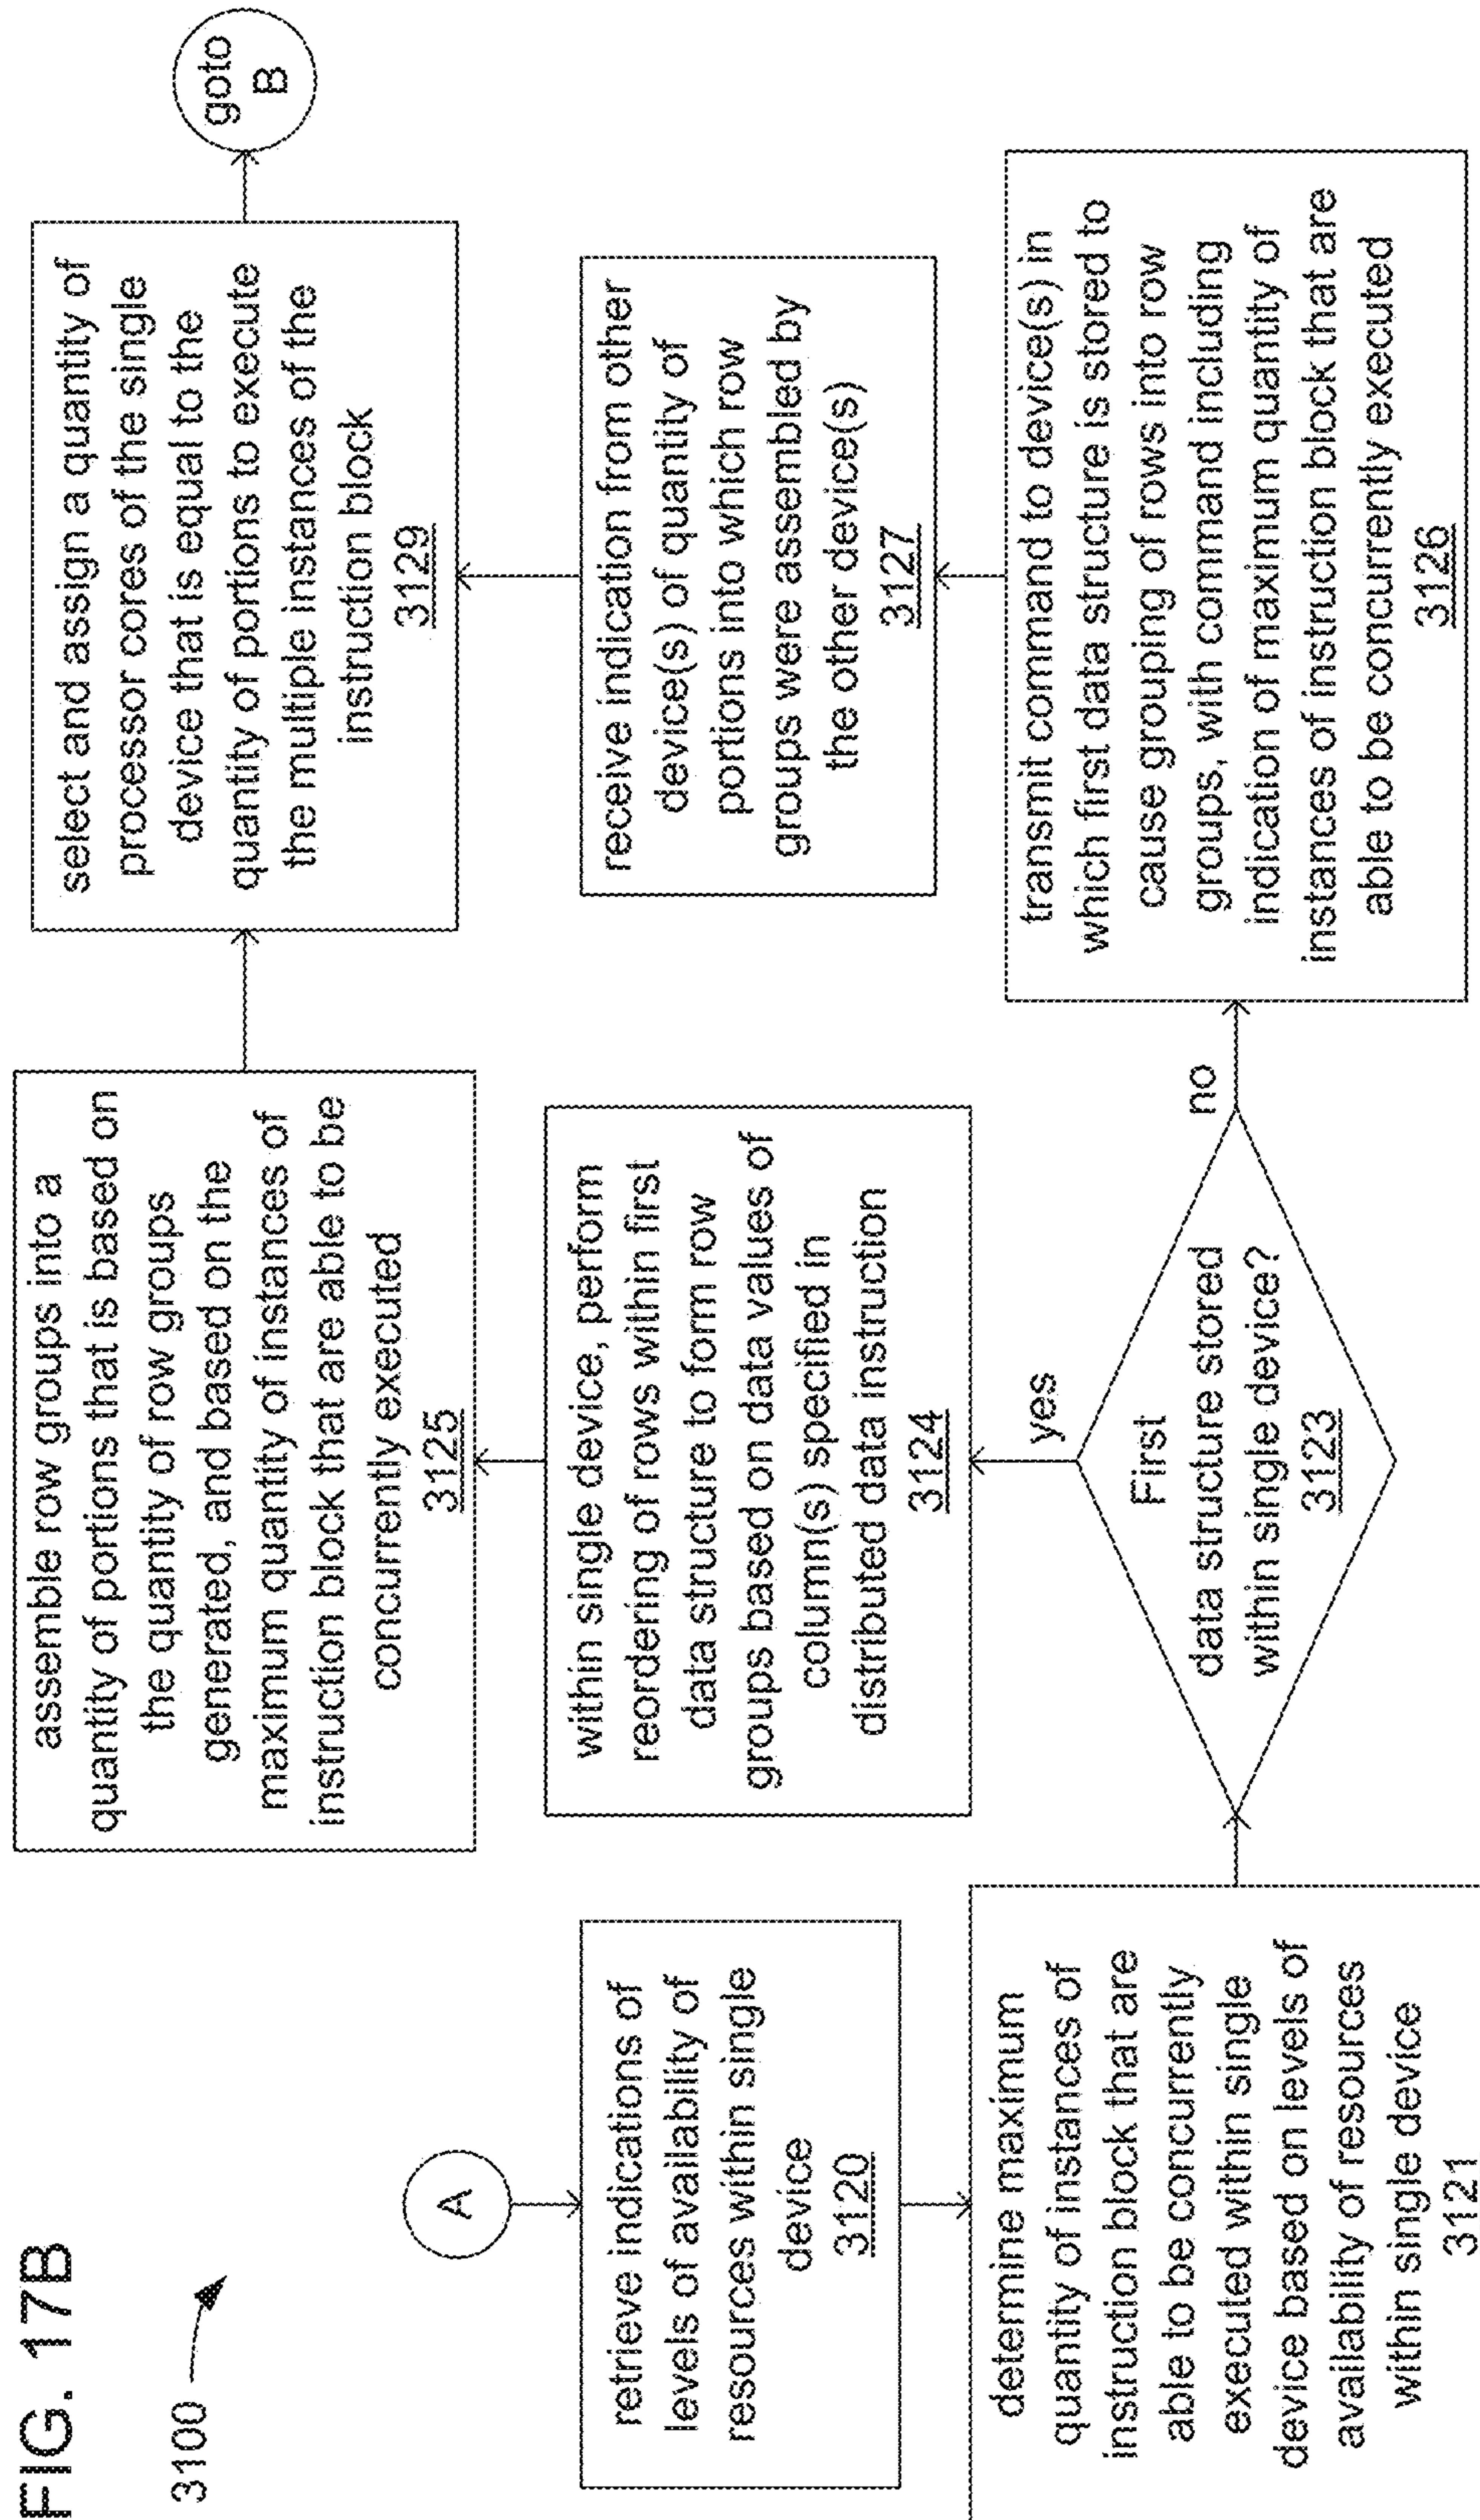 FIG. 17B
3100
A
retrieve indications of
levels of availability of
resources within single
device
3120
determine maximum
quantity of instances of
instruction block that are
able to be concurrently
executed within single
device based on levels of
availability of resources
within single device
3121
First
data structure stored
within single device?
3123
yes
no
within single device, perform
reordering of rows within first
data structure to form row
groups based on data values of
column(s) specified in
distributed data instruction
3124
assemble row groups into a
quantity of portions that is based on
the quantity of row groups
generated, and based on the
maximum quantity of instances of
instruction block that are able to be
concurrently executed
3125
transmit command to device(s) in
which first data structure is stored to
cause grouping of rows into row
groups, with command including
indication of maximum quantity of
instances of instruction block that are
able to be concurrently executed
3126
receive indication from other
device(s) of quantity of
portions into which row
groups were assembled by
the other device(s)
3127
select and assign a quantity of
processor cores of the single
device that is equal to the
quantity of portions to execute
the multiple instances of the
instruction block
3129
goto
B